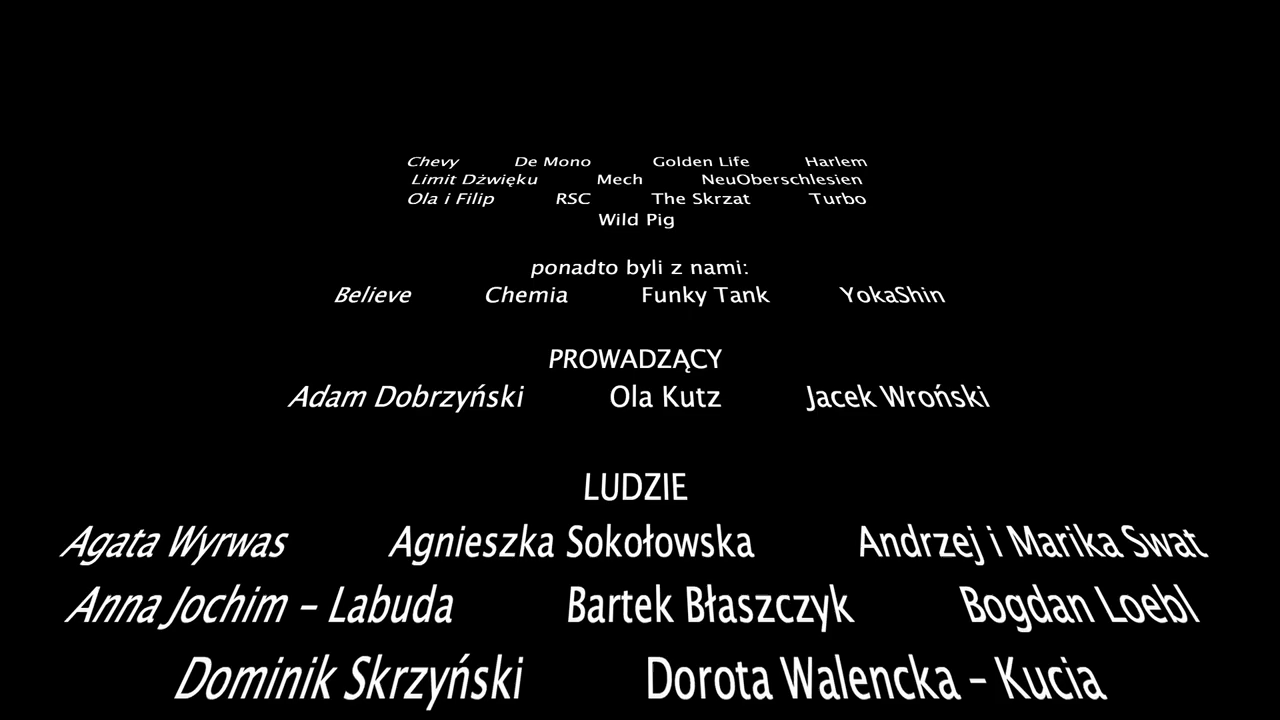 Chevy De Mono Golden Life Harlem
Limit Dżwięku Mech NeuOberschlesien
Ola i Filip RSC The Skrzat Turbo
Wild Pig
ponadto byli z nami:
Believe Chemia Funky Tank YokaShin
PROWADZĄCY
Adam Dobrzyński Ola Kutz Jacek Wroński
LUDZIE
Agata Wyrwas Agnieszka Sokołowska Andrzej i Marika Swat
Anna Jochim – Labuda Bartek Błaszczyk Bogdan Loebl
Dominik Skrzyński Dorota Walencka – Kucia